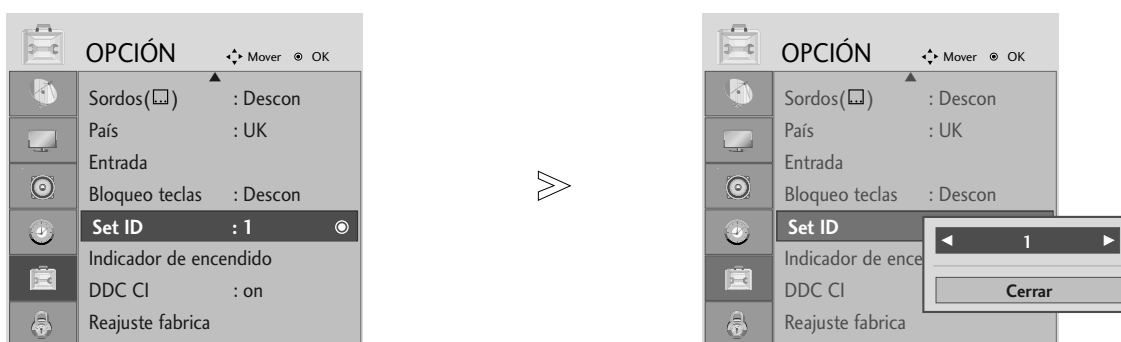 OPCIÓN Mover OK
Sordos( ) : Descon
País : UK
Entrada
Bloqueo teclas : Descon
Set ID : 1
Indicador de encendido
DDC CI : on
Reajuste fabrica
OPCIÓN Mover OK
Sordos( ) : Descon
País : UK
Entrada
Bloqueo teclas : Descon
Set ID
◄ 1 ►
Indicador de ence
DDC CI
Cerrar
Reajuste fabrica